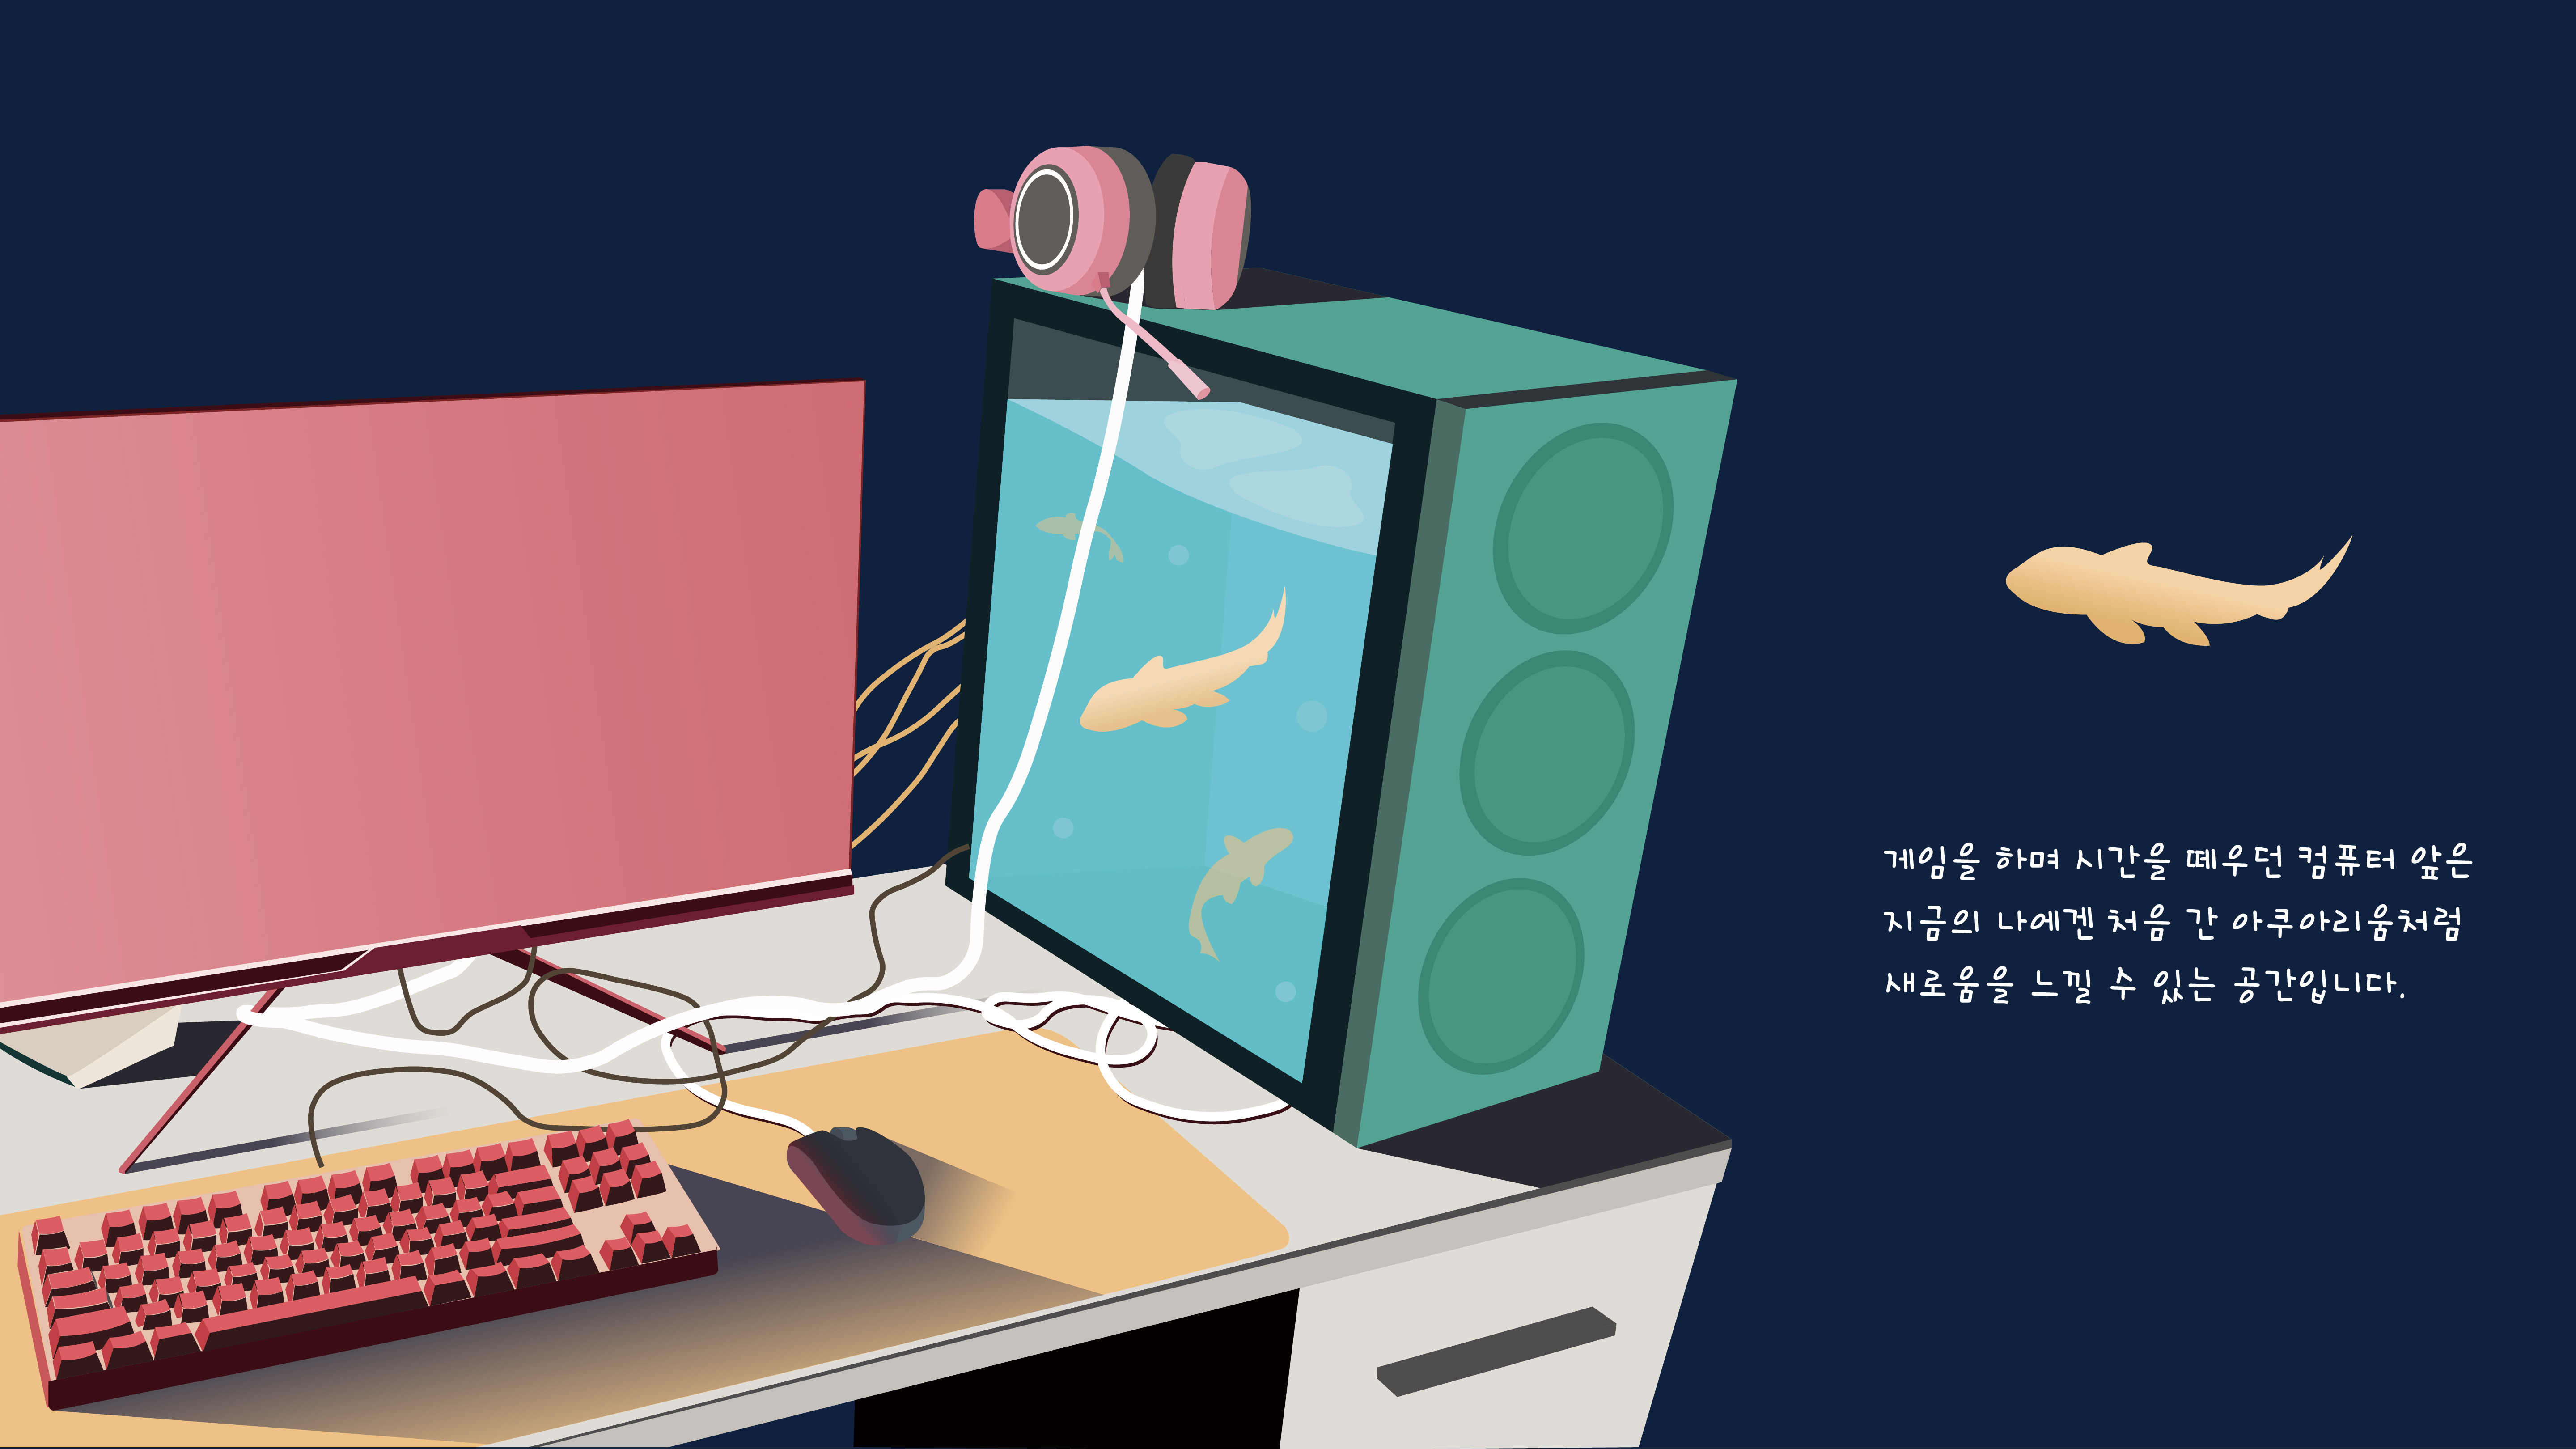 게임을 하며 시간을 떼우던 컴퓨터 앞은
지금의 나에겐 처음 간 아쿠아리움처럼
새로움을 느낄 수 있는 공간입니다.